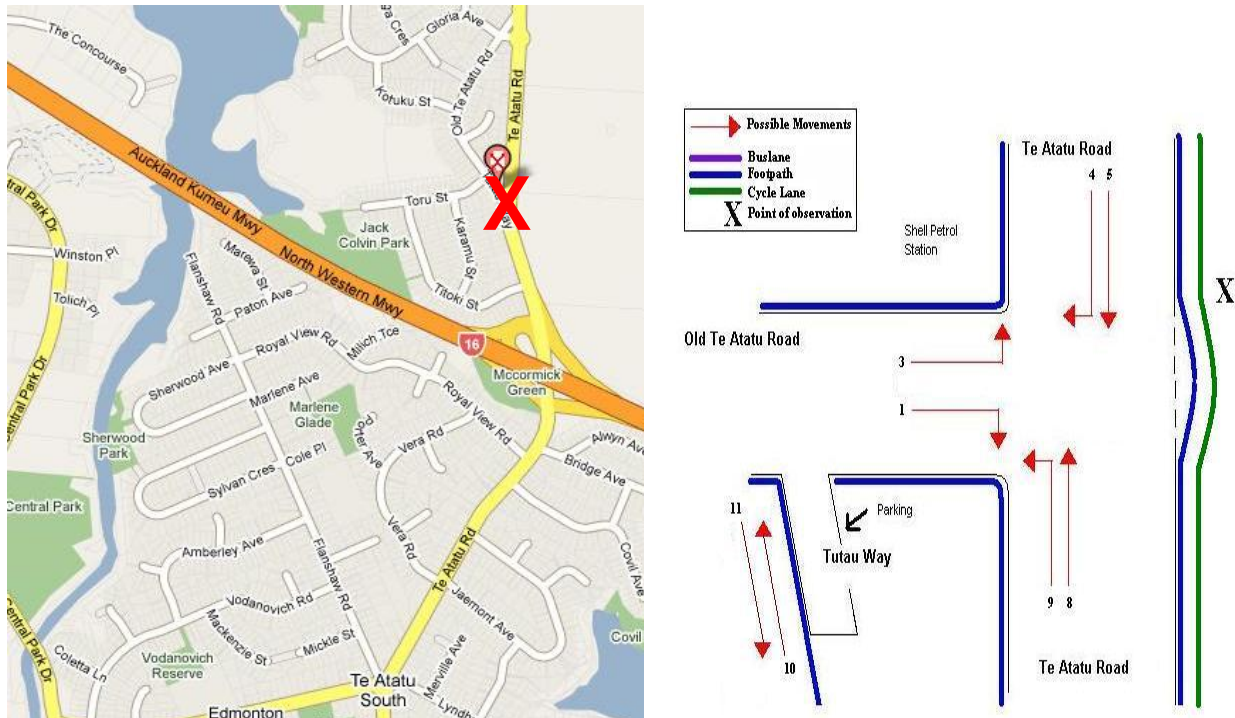 The Concourse
ga Cres
Gloria Ave
Kotuku St
Old Te Atatu Rd
Te Atatu Rd
Auckland Kumeu Mwy
North Western Mwy
Central Park Dr
Winston Pl
Tolich Pl
Toru St
Jack
Colvin Park
Karamu St
Titoki St
Marewa St
Flanshaw Rd
Paton Ave
Royal View Rd
Milich Tce
16
Mccormick
Green
Sherwood Ave
Marlene Ave
Marlene
Glade
Sherwood
Park
Royal View Rd
Vera Rd
Alwyn Ave
Bridge Ave
Cole Pl
Sylvan Cres
Central Park
Vera Rd
Te Atatu Rd
Covil Ave
Amberley Ave
Flanshaw Rd
Vodanovich Rd
Jaemont Ave
Mackenzie St
Mickle St
Merville Ave
Covil
Coletta Ln
Vodanovich
Reserve
Central Park Dr
Te Atatu
South
Lyndh
Edmonton
X
Possible Movements
Buslane
Footpath
Cycle Lane
X Point of observation
Te Atatu Road
4 5
Shell Petrol
Station
X
Old Te Atatu Road
3
1
11
Parking
Tutau Way
9 8
10
Te Atatu Road